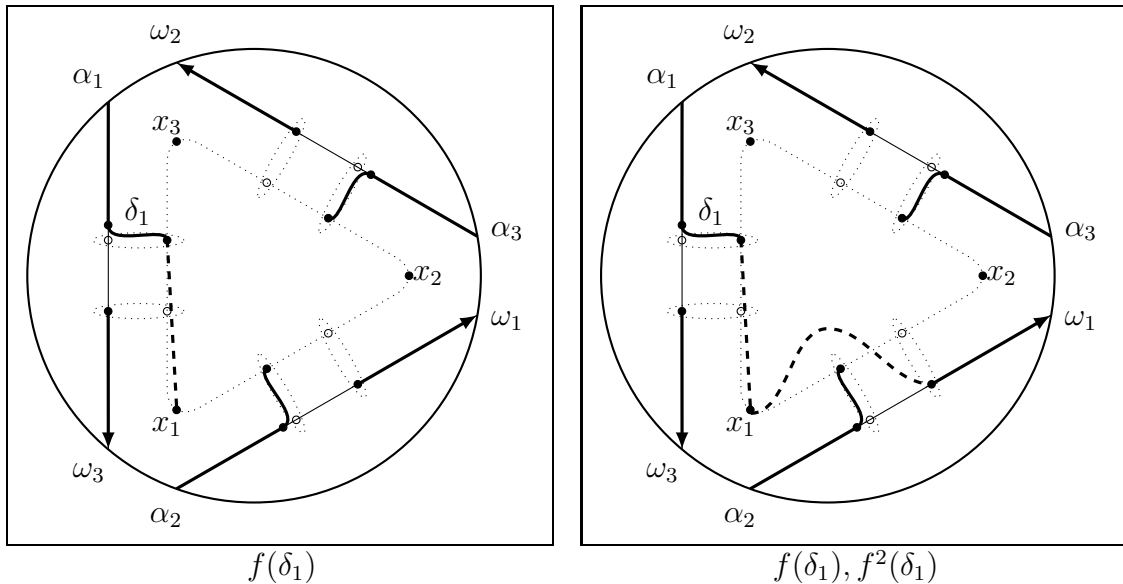 ω₂
α₁
x₃
δ₁
α₃
x₂
ω₁
x₁
ω₃
α₂
f(δ₁)
ω₂
α₁
x₃
δ₁
α₃
x₂
ω₁
x₁
ω₃
α₂
f(δ₁), f²(δ₁)